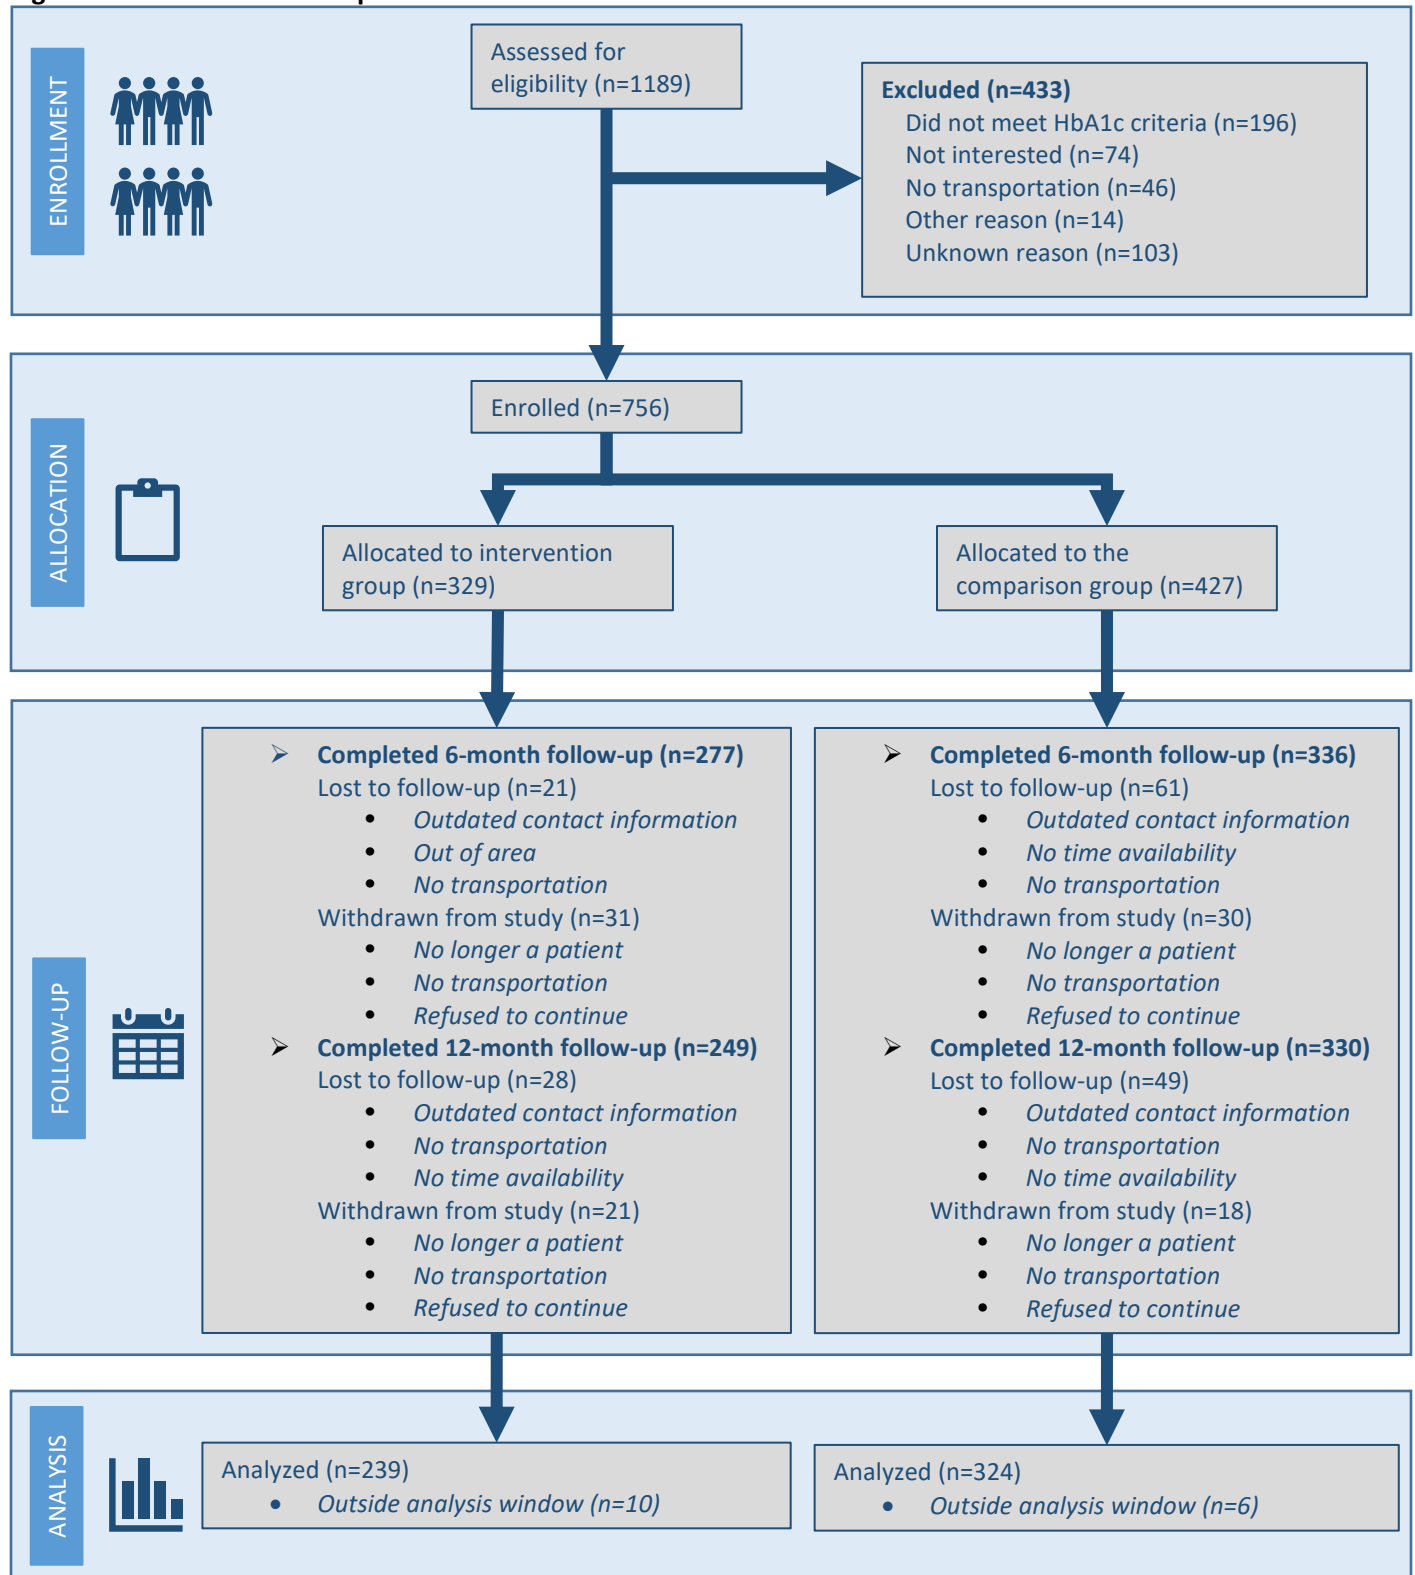 ENROLLMENT
Assessed for
eligibility (n=1189)
Excluded (n=433)
Did not meet HbA1c criteria (n=196)
Not interested (n=74)
No transportation (n=46)
Other reason (n=14)
Unknown reason (n=103)
ALLOCATION
Enrolled (n=756)
Allocated to intervention
group (n=329)
Allocated to the
comparison group (n=427)
FOLLOW-UP
➢ Completed 6-month follow-up (n=277)
Lost to follow-up (n=21)
• Outdated contact information
• Out of area
• No transportation
Withdrawn from study (n=31)
• No longer a patient
• No transportation
• Refused to continue
➢ Completed 12-month follow-up (n=249)
Lost to follow-up (n=28)
• Outdated contact information
• No transportation
• No time availability
Withdrawn from study (n=21)
• No longer a patient
• No transportation
• Refused to continue
➢ Completed 6-month follow-up (n=336)
Lost to follow-up (n=61)
• Outdated contact information
• No time availability
• No transportation
Withdrawn from study (n=30)
• No longer a patient
• No transportation
• Refused to continue
➢ Completed 12-month follow-up (n=330)
Lost to follow-up (n=49)
• Outdated contact information
• No transportation
• No time availability
Withdrawn from study (n=18)
• No longer a patient
• No transportation
• Refused to continue
ANALYSIS
Analyzed (n=239)
• Outside analysis window (n=10)
Analyzed (n=324)
• Outside analysis window (n=6)